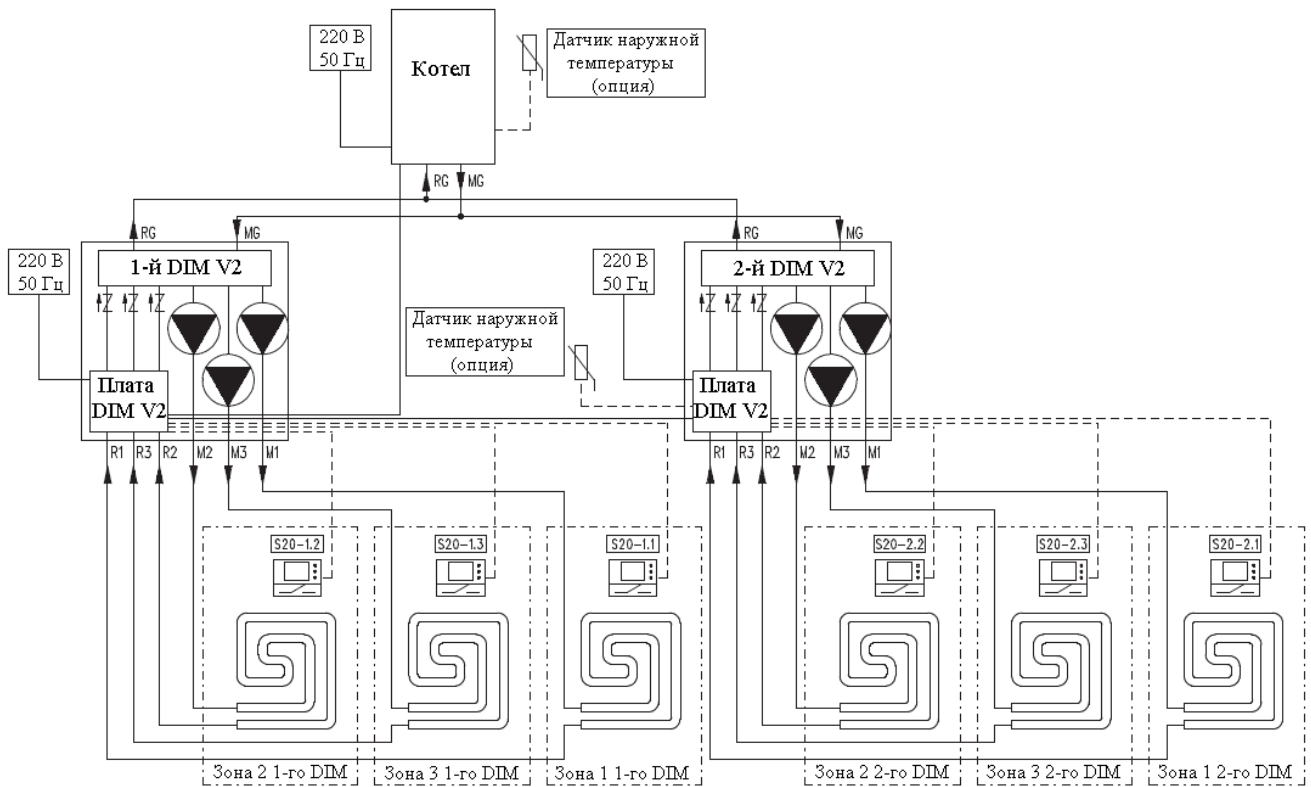 220 В
50 Гц
Котел
Датчик наружной
температуры
(опция)
RG
MG
RG
MG
RG
MG
220 В
50 Гц
1-й DIM V2
220 В
50 Гц
2-й DIM V2
Датчик наружной
температуры
(опция)
Плата
DIM V2
Плата
DIM V2
R1
R3
R2
M2
M3
M1
R1
R3
R2
M2
M3
M1
S20-1.2
S20-1.3
S20-1.1
S20-2.2
S20-2.3
S20-2.1
Зона 2 1-го DIM
Зона 3 1-го DIM
Зона 1 1-го DIM
Зона 2 2-го DIM
Зона 3 2-го DIM
Зона 1 2-го DIM